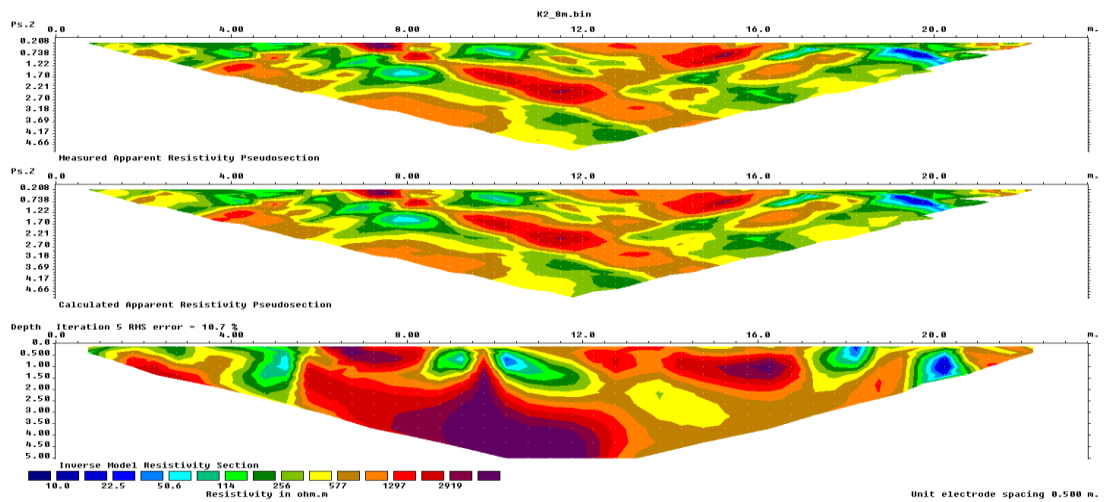 K2_8m.bin
Ps.Z 0.0 4.00 8.00 12.0 16.0 20.0 m.
0.208
0.738
1.22
1.70
2.21
2.70
3.18
3.69
4.17
4.66
Measured Apparent Resistivity Pseudosection
Ps.Z 0.0 4.00 8.00 12.0 16.0 20.0 m.
0.208
0.738
1.22
1.70
2.21
2.70
3.18
3.69
4.17
4.66
Calculated Apparent Resistivity Pseudosection
Depth Iteration 5 RMS error = 10.7 %
0.0 4.00 8.00 12.0 16.0 20.0 m.
0.0
0.500
1.00
1.50
2.00
2.50
3.00
3.50
4.00
4.50
5.00
Inverse Model Resistivity Section
10.0 22.5 50.6 114 256 577 1297 2919
Resistivity in ohm.m
Unit electrode spacing 0.500 m.